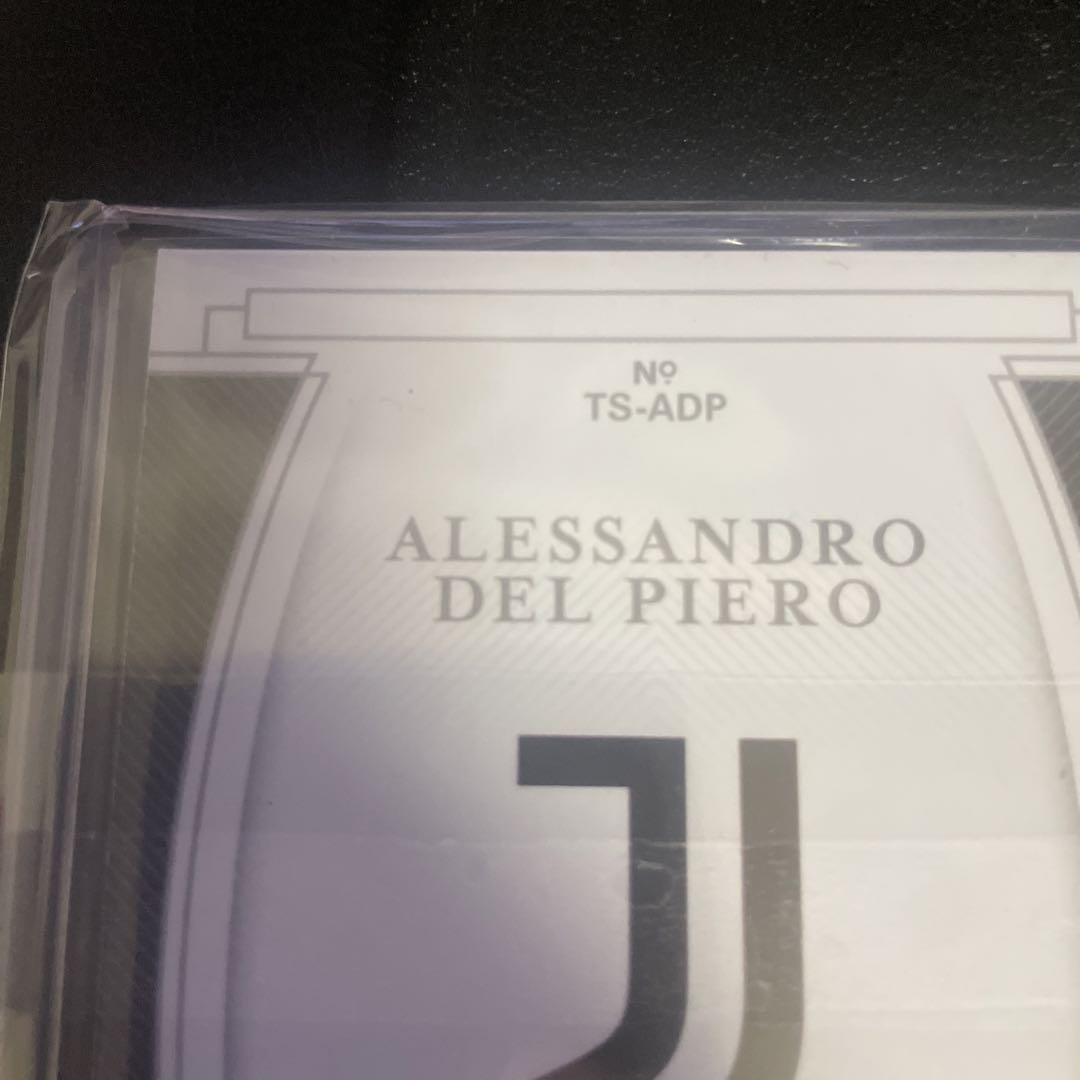 Nº
TS-ADP
ALESSANDRO
DEL PIERO